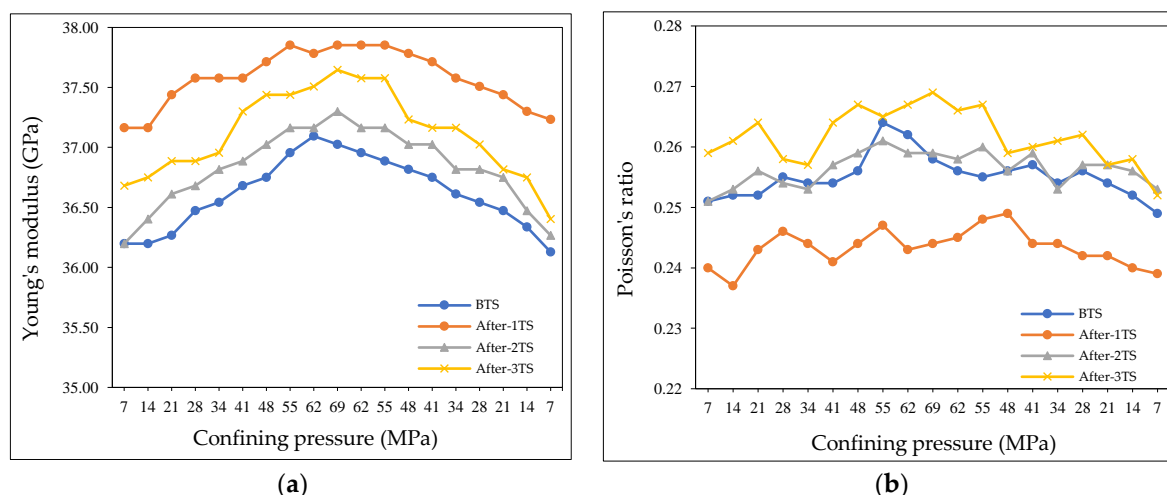 38.00
37.50
37.00
36.50
36.00
35.50
35.00
Young's modulus (GPa)
BTS
After-1TS
After-2TS
After-3TS
7 14 21 28 34 41 48 55 62 69 62 55 48 41 34 28 21 14 7
Confining pressure (MPa)
(a)
0.28
0.27
0.26
0.25
0.24
0.23
0.22
Poisson's ratio
BTS
After-1TS
After-2TS
After-3TS
7 14 21 28 34 41 48 55 62 69 62 55 48 41 34 28 21 14 7
Confining pressure (MPa)
(b)